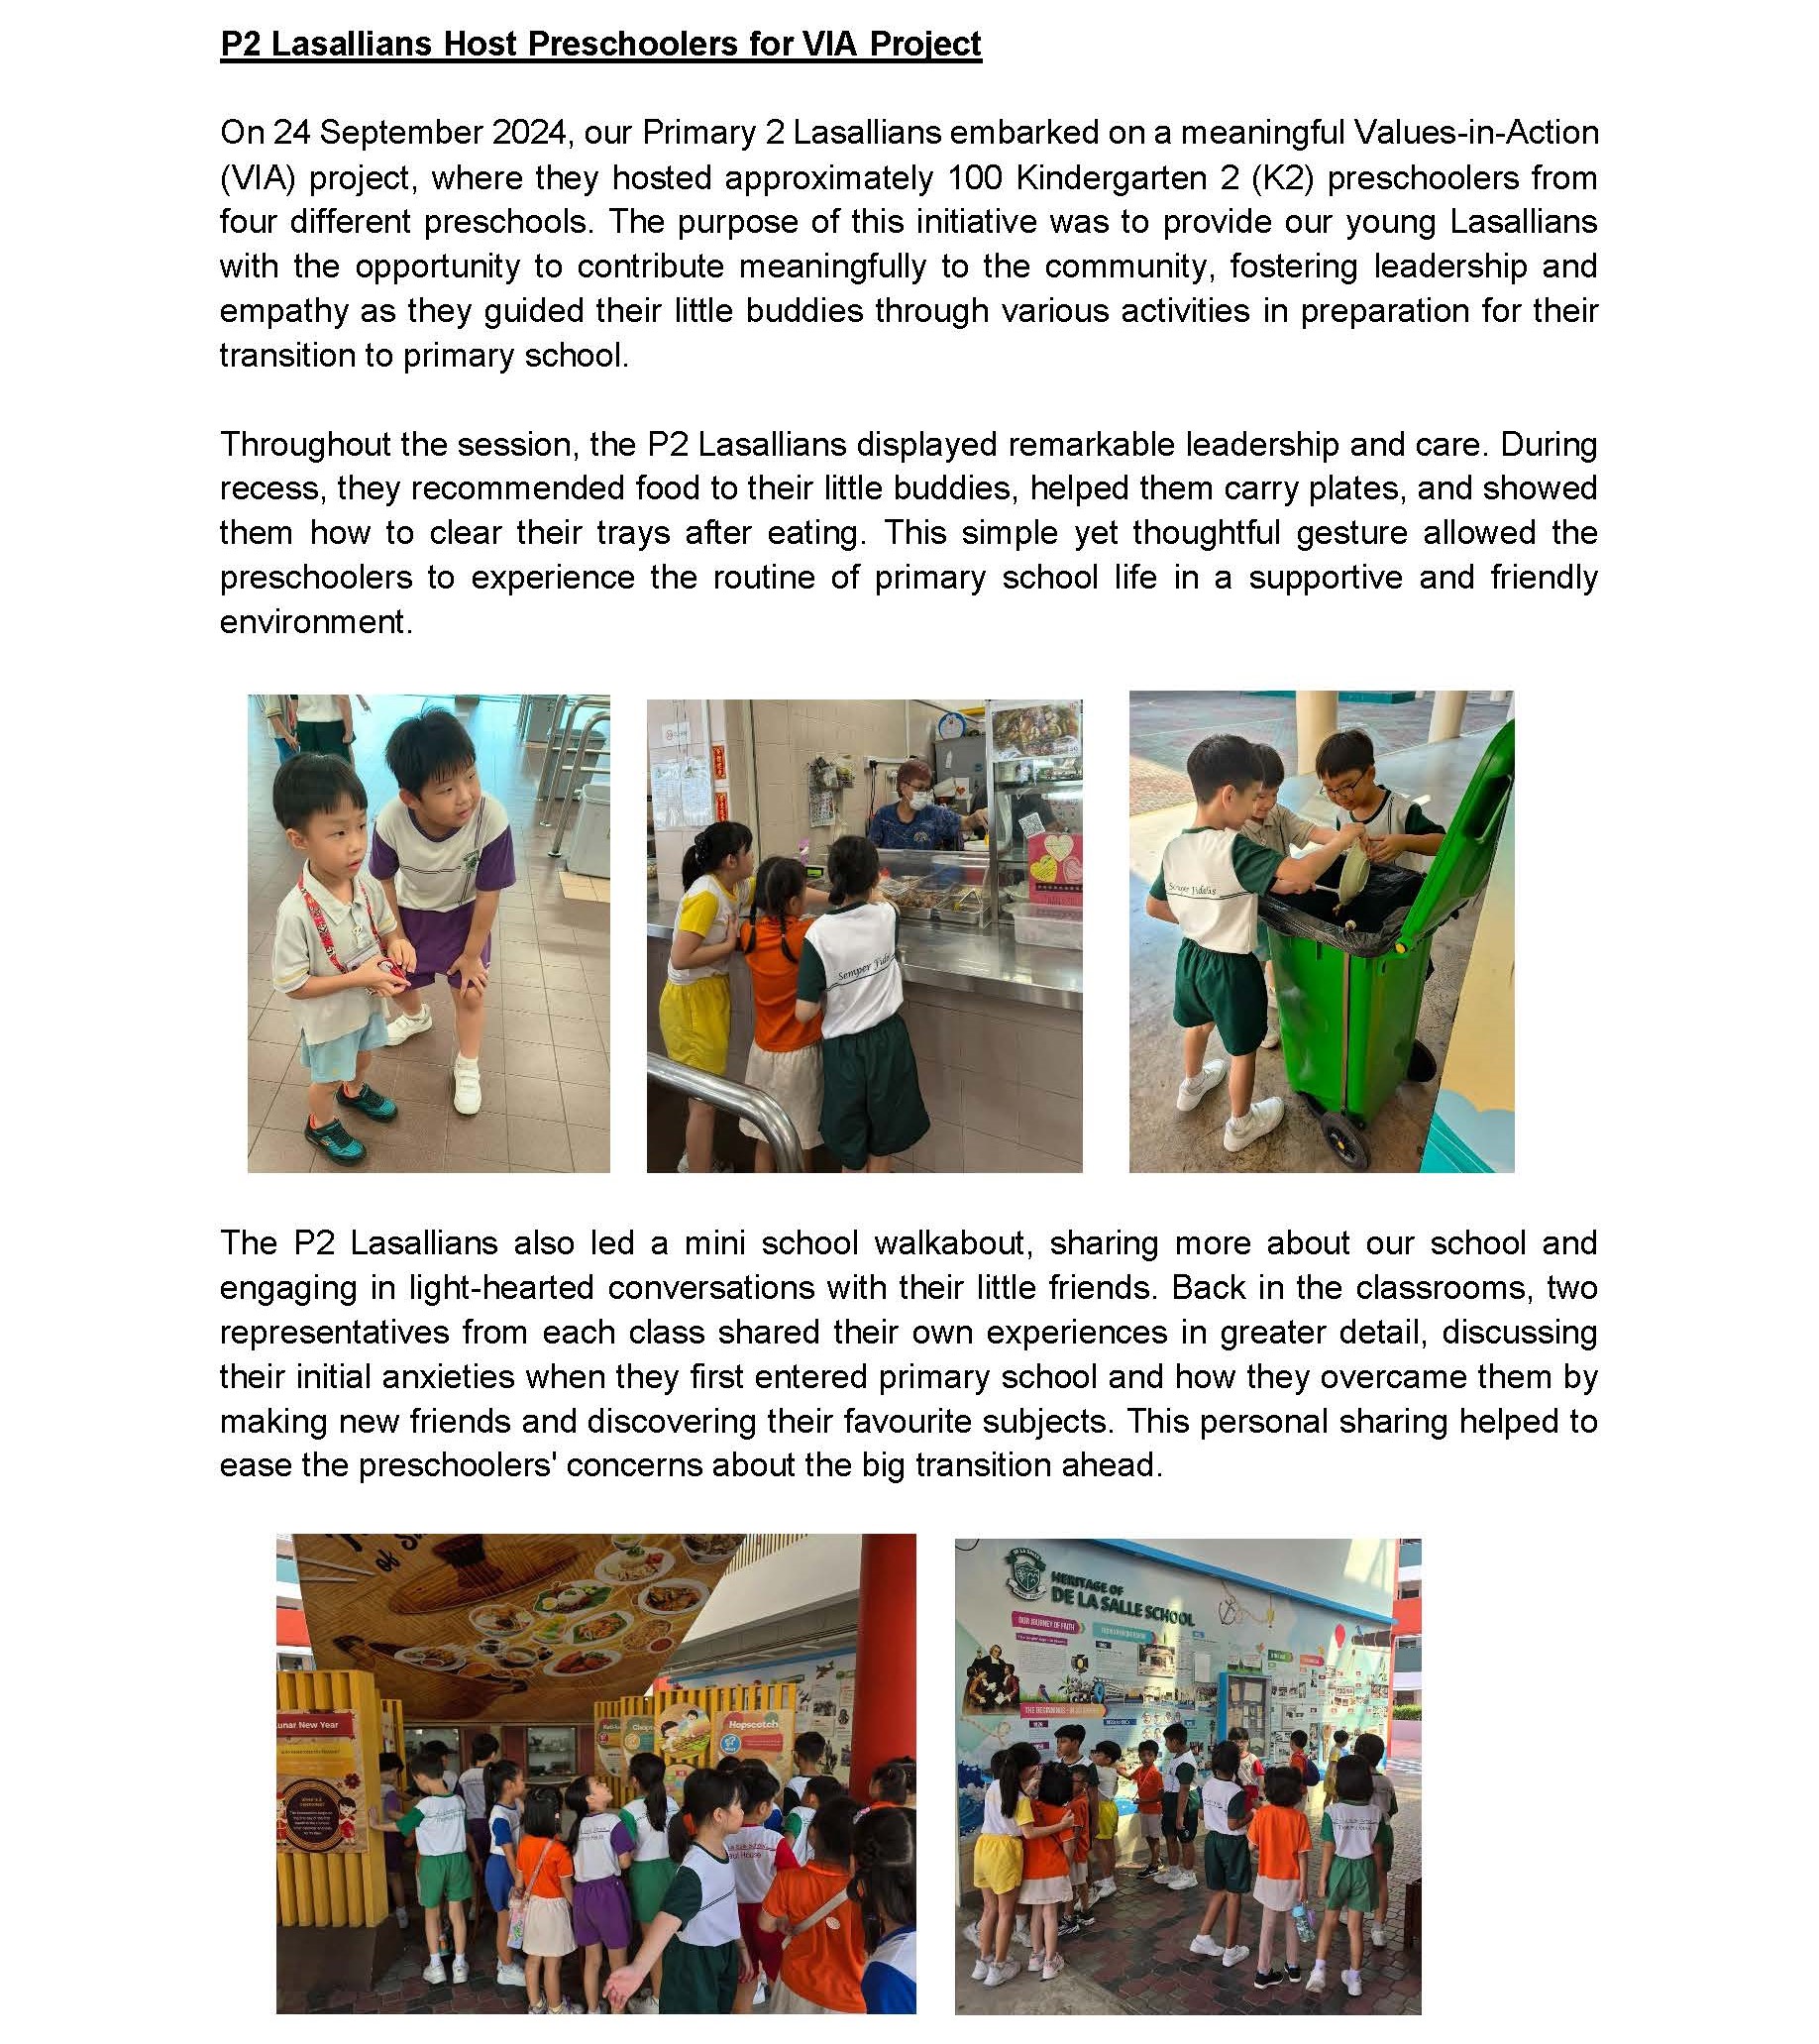 P2 Lasallians Host Preschoolers for VIA Project
On 24 September 2024, our Primary 2 Lasallians embarked on a meaningful Values-in-Action
(VIA) project, where they hosted approximately 100 Kindergarten 2 (K2) preschoolers from
four different preschools. The purpose of this initiative was to provide our young Lasallians
with the opportunity to contribute meaningfully to the community, fostering leadership and
empathy as they guided their little buddies through various activities in preparation for their
transition to primary school.
Throughout the session, the P2 Lasallians displayed remarkable leadership and care. During
recess, they recommended food to their little buddies, helped them carry plates, and showed
them how to clear their trays after eating. This simple yet thoughtful gesture allowed the
preschoolers to experience the routine of primary school life in a supportive and friendly
environment.
Semper
Semper Fidelis
The P2 Lasallians also led a mini school walkabout, sharing more about our school and
engaging in light-hearted conversations with their little friends. Back in the classrooms, two
representatives from each class shared their own experiences in greater detail, discussing
their initial anxieties when they first entered primary school and how they overcame them by
making new friends and discovering their favourite subjects. This personal sharing helped to
ease the preschoolers' concerns about the big transition ahead.
of
unar New Year
Hopscotch
House
HERITAGE OF
DE LA SALLE SCHOOL
OUR JOURNEY OF FAITH
THE BEGINNING